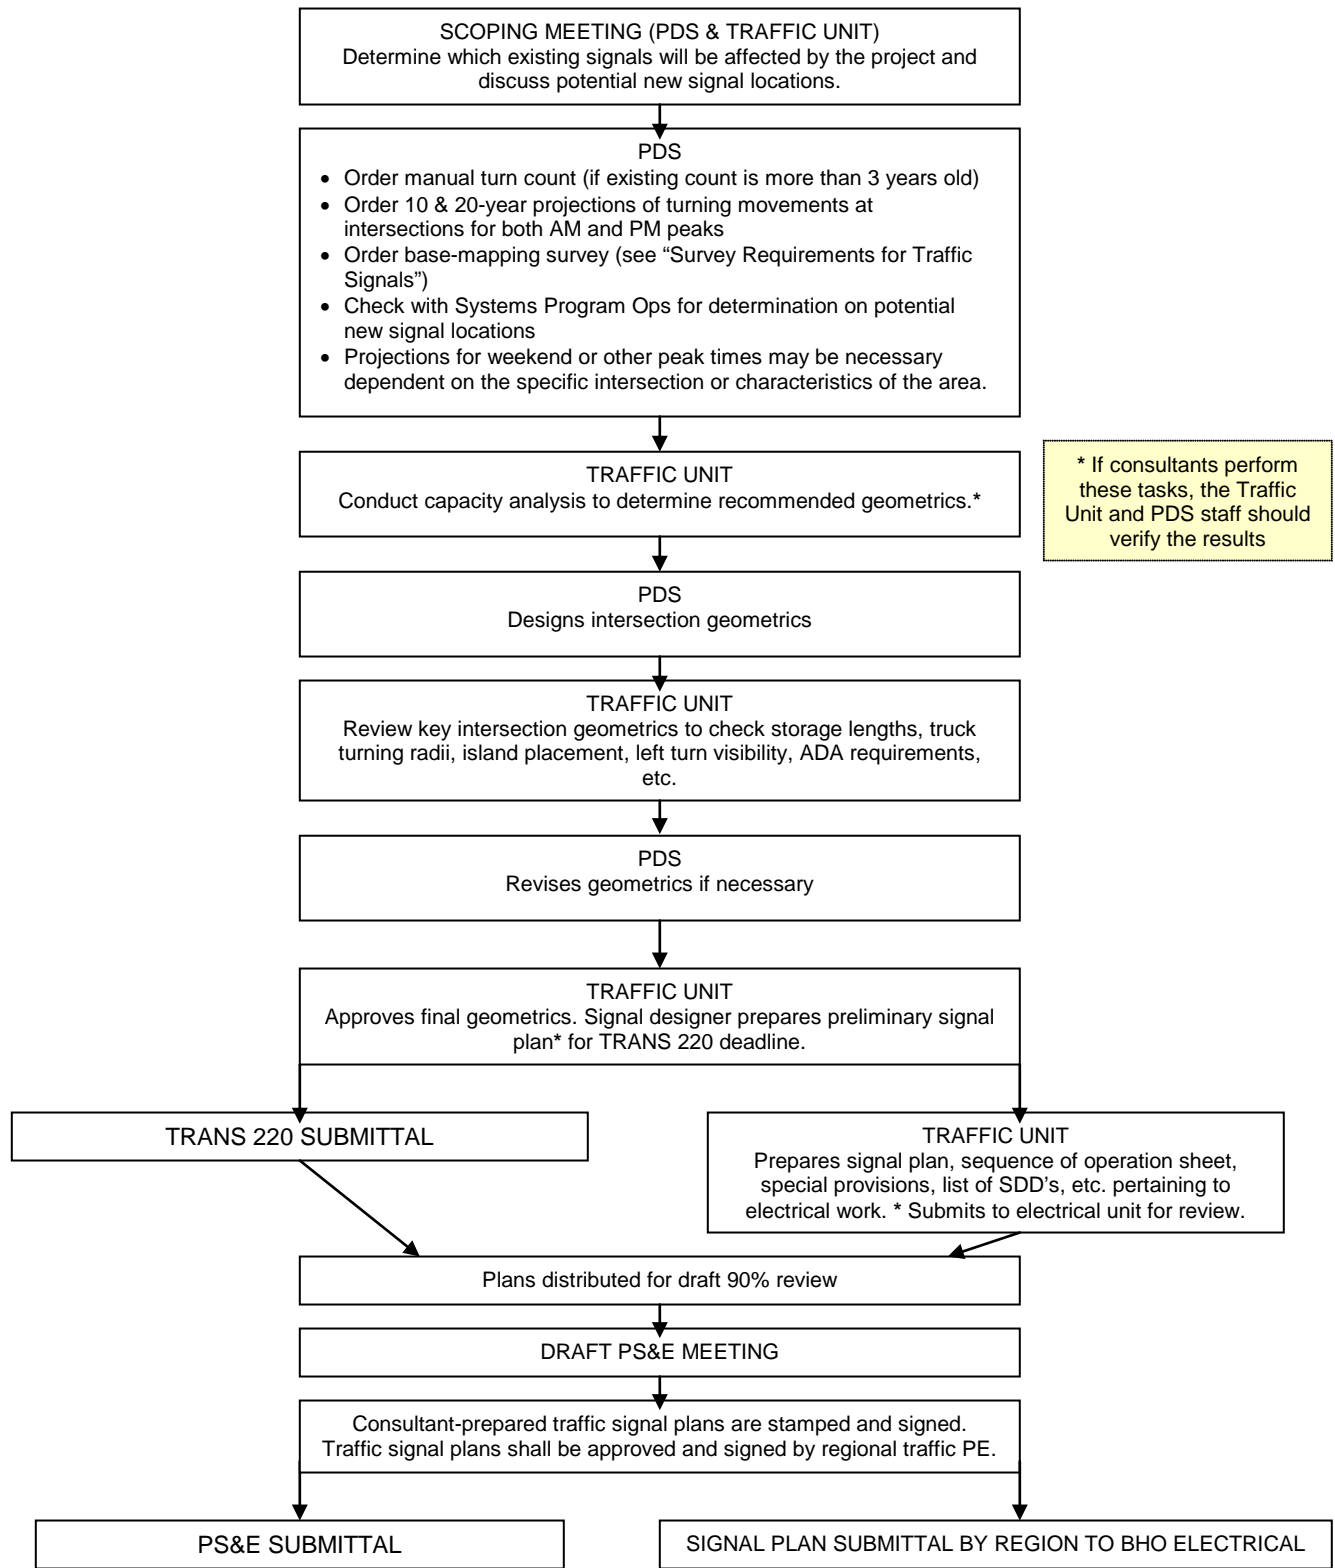 SCOPING MEETING (PDS & TRAFFIC UNIT)
Determine which existing signals will be affected by the project and
discuss potential new signal locations.
PDS
• Order manual turn count (if existing count is more than 3 years old)
• Order 10 & 20-year projections of turning movements at
intersections for both AM and PM peaks
• Order base-mapping survey (see “Survey Requirements for Traffic
Signals”)
• Check with Systems Program Ops for determination on potential
new signal locations
• Projections for weekend or other peak times may be necessary
dependent on the specific intersection or characteristics of the area.
TRAFFIC UNIT
Conduct capacity analysis to determine recommended geometrics.*
* If consultants perform
these tasks, the Traffic
Unit and PDS staff should
verify the results
PDS
Designs intersection geometrics
TRAFFIC UNIT
Review key intersection geometrics to check storage lengths, truck
turning radii, island placement, left turn visibility, ADA requirements,
etc.
PDS
Revises geometrics if necessary
TRAFFIC UNIT
Approves final geometrics. Signal designer prepares preliminary signal
plan* for TRANS 220 deadline.
TRANS 220 SUBMITTAL
TRAFFIC UNIT
Prepares signal plan, sequence of operation sheet,
special provisions, list of SDD's, etc. pertaining to
electrical work. * Submits to electrical unit for review.
Plans distributed for draft 90% review
DRAFT PS&E MEETING
Consultant-prepared traffic signal plans are stamped and signed.
Traffic signal plans shall be approved and signed by regional traffic PE.
PS&E SUBMITTAL
SIGNAL PLAN SUBMITTAL BY REGION TO BHO ELECTRICAL